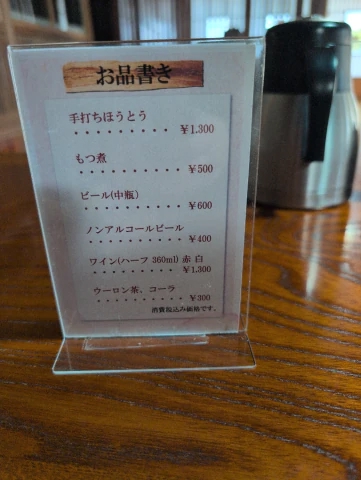 お品書き
手打ちほうとう
・・・・・・・・・ ￥1,300
もつ煮
・・・・・・・・・・ ￥500
ビール(中瓶)
・・・・・・・・・・ ￥600
ノンアルコールビール
・・・・・・・・・・ ￥400
ワイン(ハーフ 360ml) 赤 白
・・・・・・・・・・ ￥1,300
ウーロン茶、コーラ
・・・・・・・・・・ ￥300
消費税込み価格です。